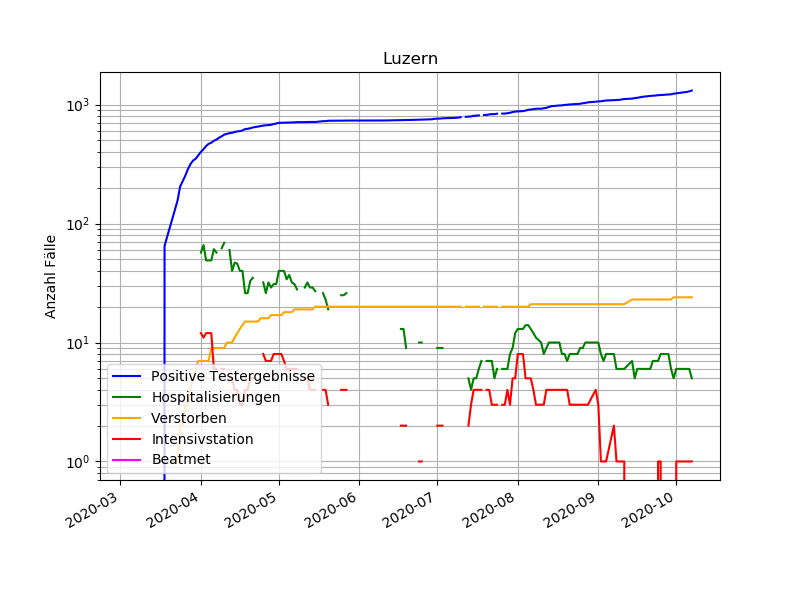 Luzern
Anzahl Fälle
10³
10²
10¹
10⁰
Positive Testergebnisse
Hospitalisierungen
Verstorben
Intensivstation
Beatmet
2020-03
2020-04
2020-05
2020-06
2020-07
2020-08
2020-09
2020-10